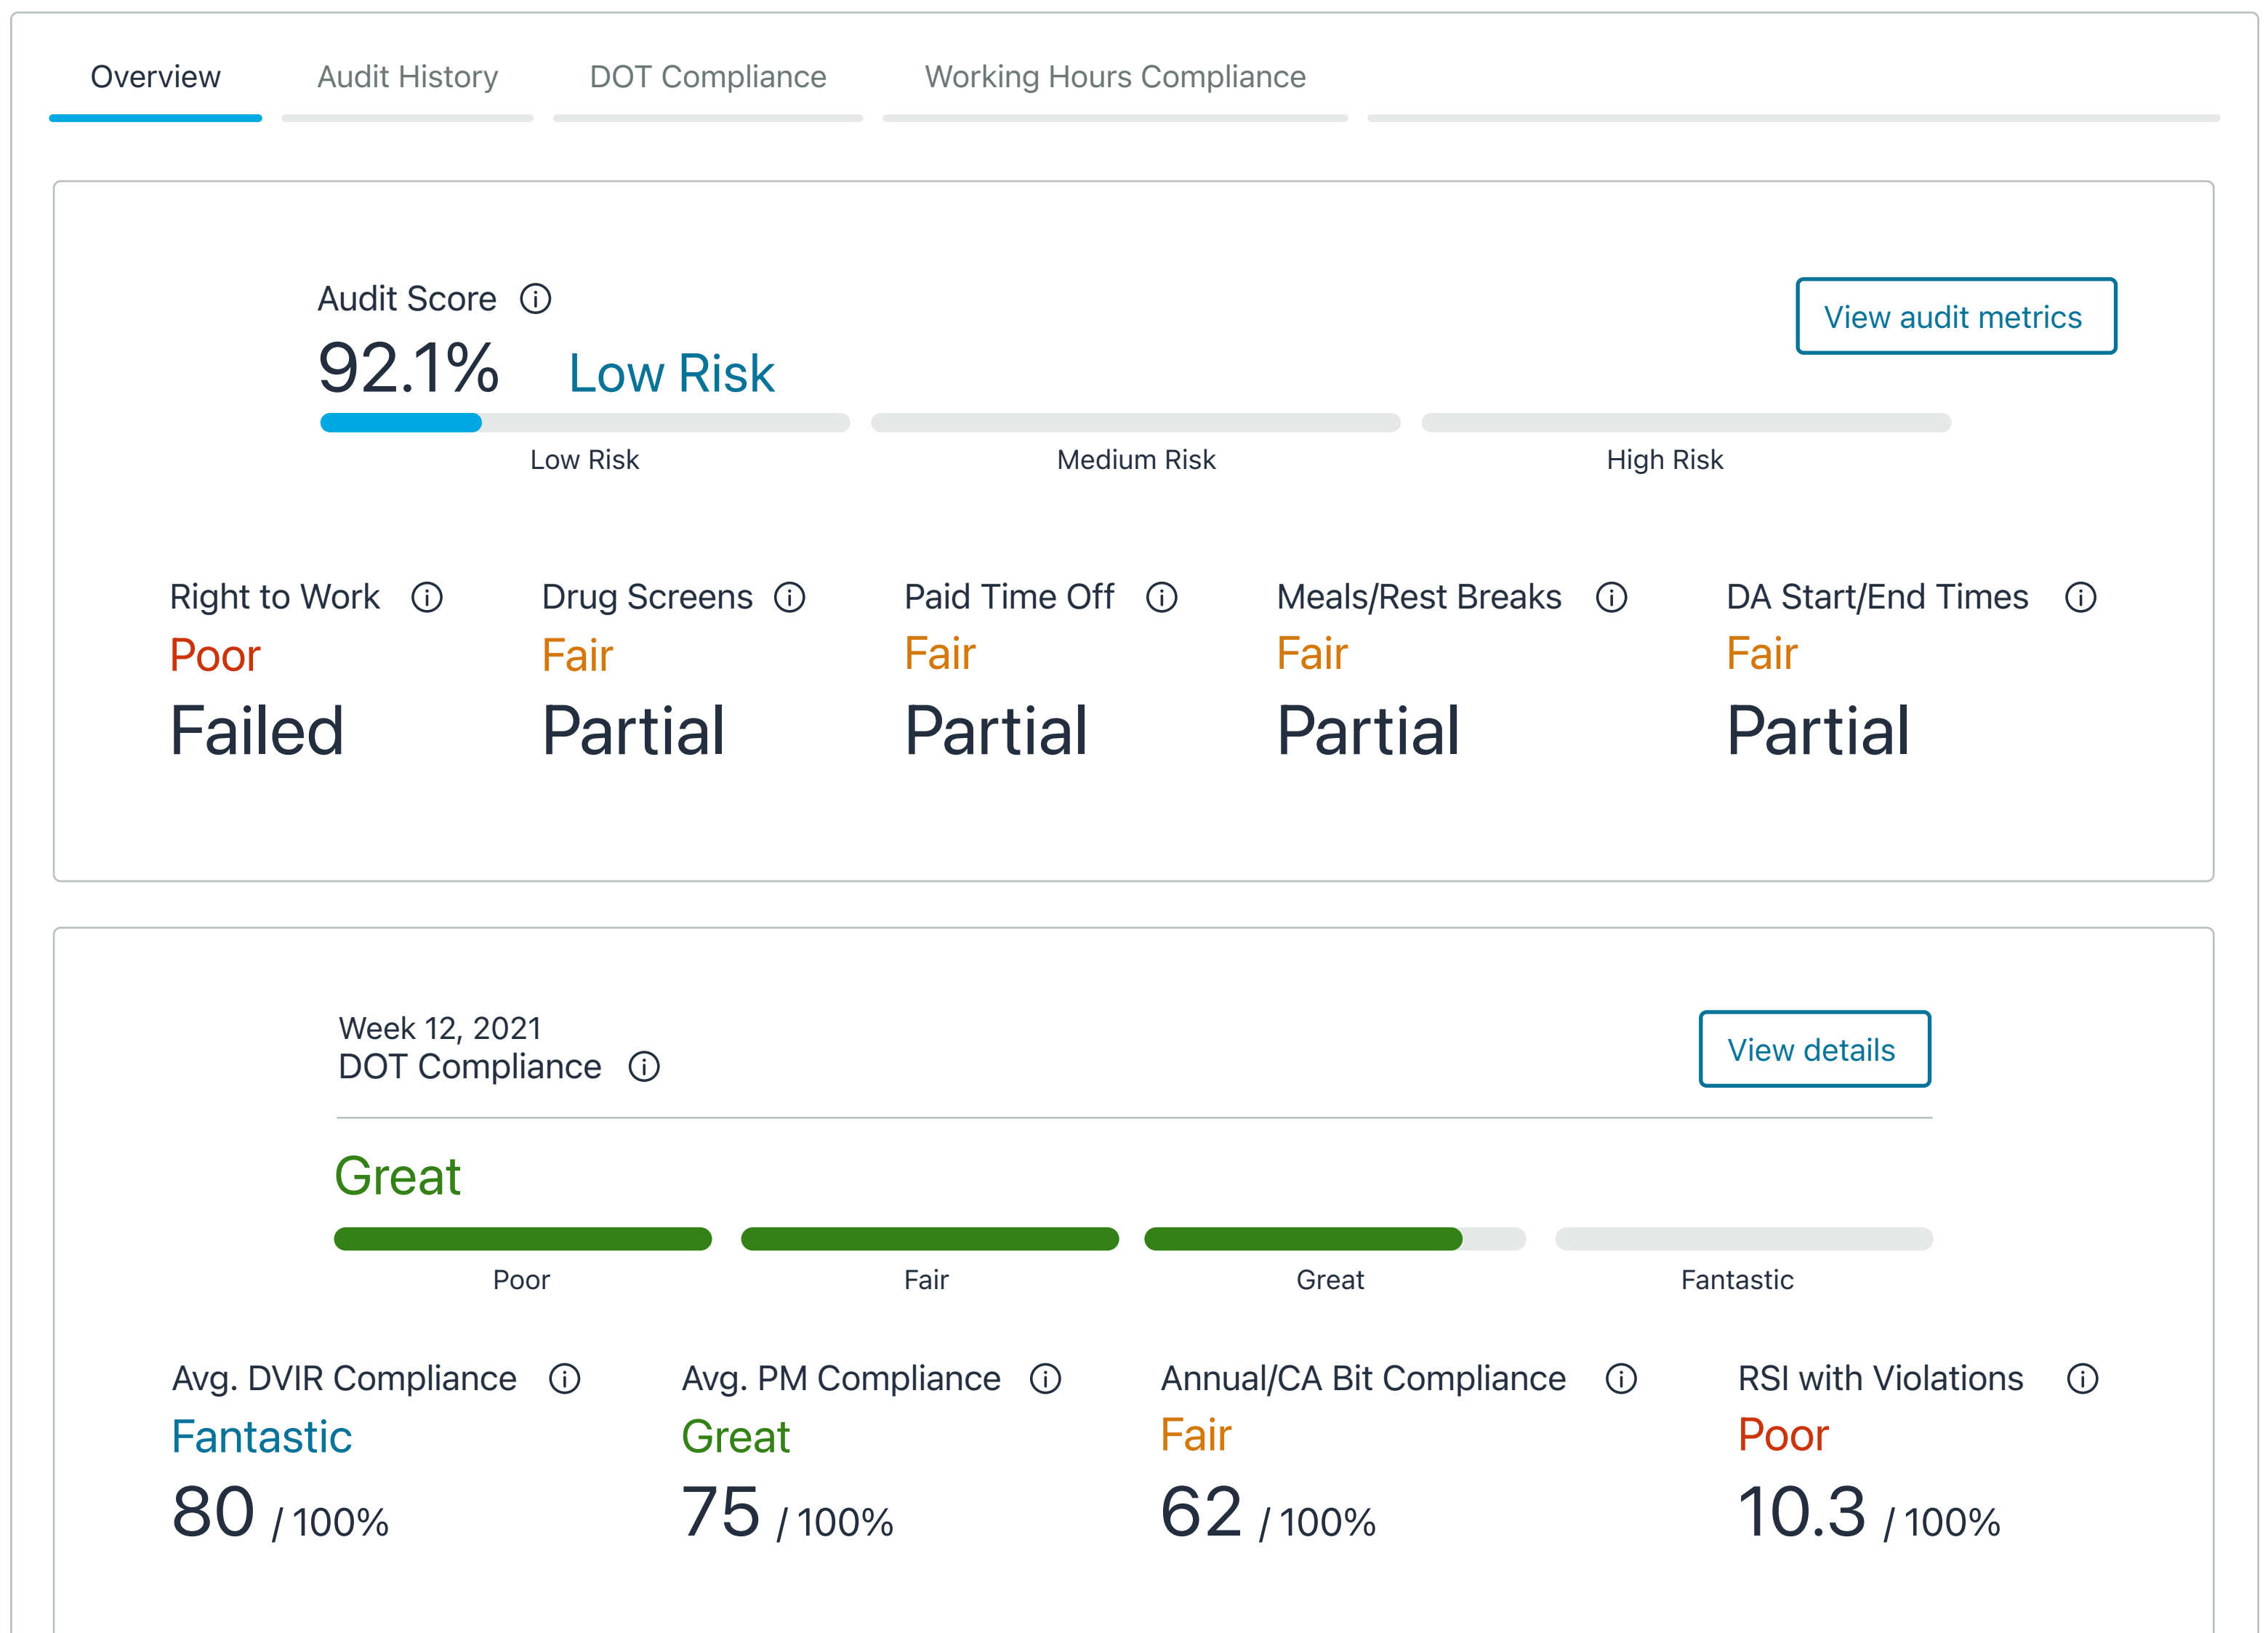 Overview Audit History DOT Compliance Working Hours Compliance
Audit Score
View audit metrics
92.1% Low Risk
Low Risk Medium Risk High Risk
Right to Work Drug Screens Paid Time Off Meals/Rest Breaks DA Start/End Times
Poor Fair Fair Fair Fair
Failed Partial Partial Partial Partial
Week 12, 2021
DOT Compliance
View details
Great
Poor Fair Great Fantastic
Avg. DVIR Compliance Avg. PM Compliance Annual/CA Bit Compliance RSI with Violations
Fantastic Great Fair Poor
80 / 100% 75 / 100% 62 / 100% 10.3 / 100%